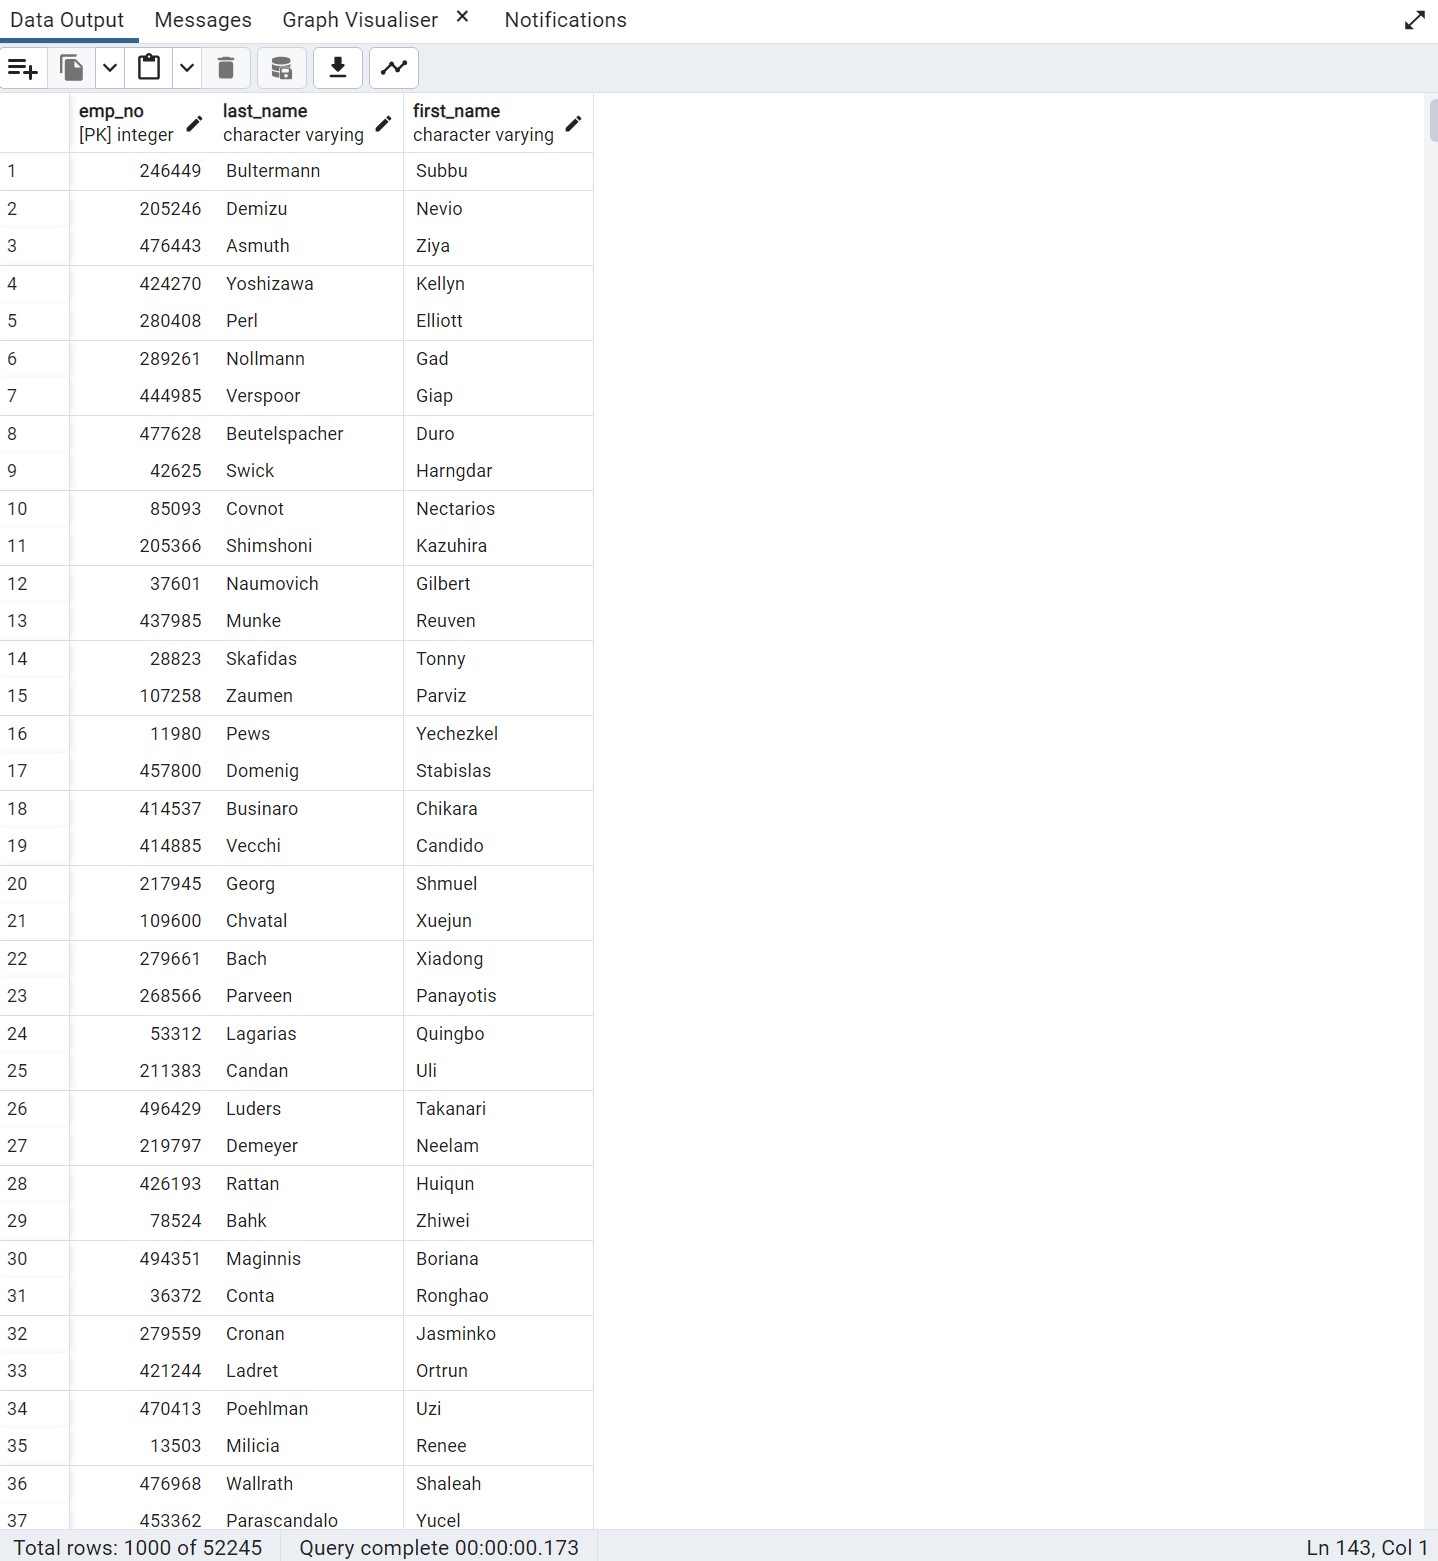 Data Output Messages Graph Visualiser × Notifications
emp_no last_name first_name
[PK] integer character varying character varying
1 246449 Bultermann Subbu
2 205246 Demizu Nevio
3 476443 Asmuth Ziya
4 424270 Yoshizawa Kellyn
5 280408 Perl Elliott
6 289261 Nollmann Gad
7 444985 Verspoor Giap
8 477628 Beutelspacher Duro
9 42625 Swick Harngdar
10 85093 Covnot Nectarios
11 205366 Shimshoni Kazuhira
12 37601 Naumovich Gilbert
13 437985 Munke Reuven
14 28823 Skafidas Tonny
15 107258 Zaumen Parviz
16 11980 Pews Yechezkel
17 457800 Domenig Stabislas
18 414537 Businaro Chikara
19 414885 Vecchi Candido
20 217945 Georg Shmuel
21 109600 Chvatal Xuejun
22 279661 Bach Xiadong
23 268566 Parveen Panayotis
24 53312 Lagarias Quingbo
25 211383 Candan Uli
26 496429 Luders Takanari
27 219797 Demeyer Neelam
28 426193 Rattan Huiqun
29 78524 Bahk Zhiwei
30 494351 Maginnis Boriana
31 36372 Conta Ronghao
32 279559 Cronan Jasminko
33 421244 Ladret Ortrun
34 470413 Poehlman Uzi
35 13503 Milicia Renee
36 476968 Wallrath Shaleah
37 453362 Parascandalo Yucel
Total rows: 1000 of 52245 Query complete 00:00:00.173 Ln 143, Col 1